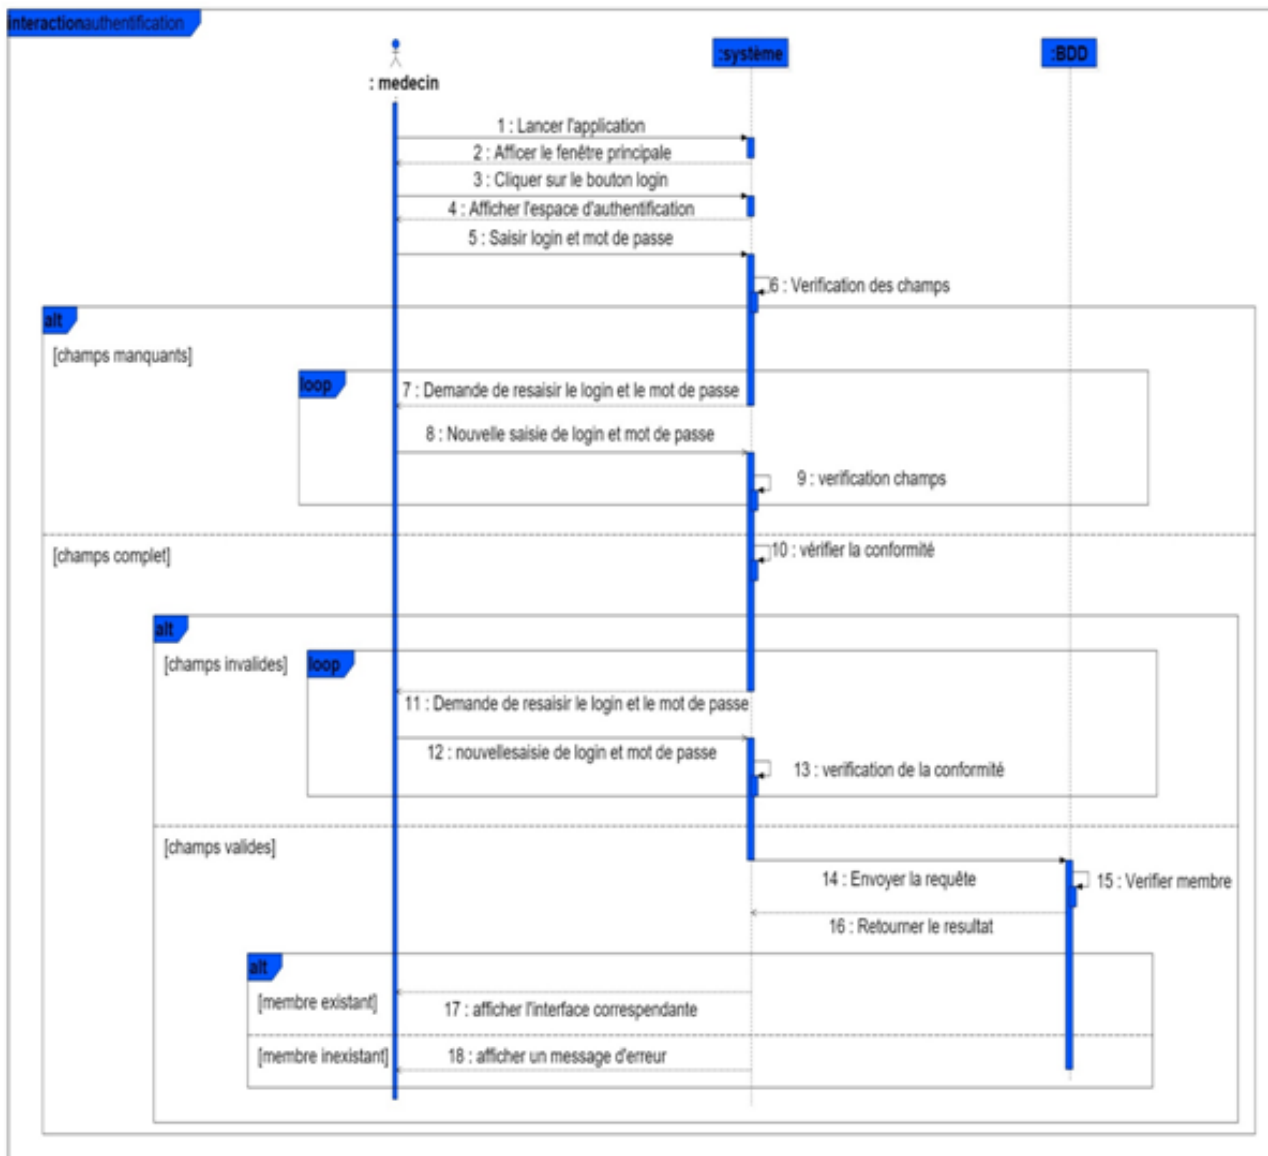 interactionauthentification
: medecin
:système
:BDD
1 : Lancer l'application
2 : Afficer le fenêtre principale
3 : Cliquer sur le bouton login
4 : Afficher l'espace d'authentification
5 : Saisir login et mot de passe
6 : Verification des champs
alt
[champs manquants]
loop
7 : Demande de resaisir le login et le mot de passe
8 : Nouvelle saisie de login et mot de passe
9 : verification champs
[champs complet]
10 : vérifier la conformité
alt
[champs invalides]
loop
11 : Demande de resaisir le login et le mot de passe
12 : nouvellesaisie de login et mot de passe
13 : verification de la conformité
[champs valides]
14 : Envoyer la requête
15 : Verifier membre
16 : Retourner le resultat
alt
[membre existant]
17 : afficher l'interface correspendante
[membre inexistant]
18 : afficher un message d'erreur